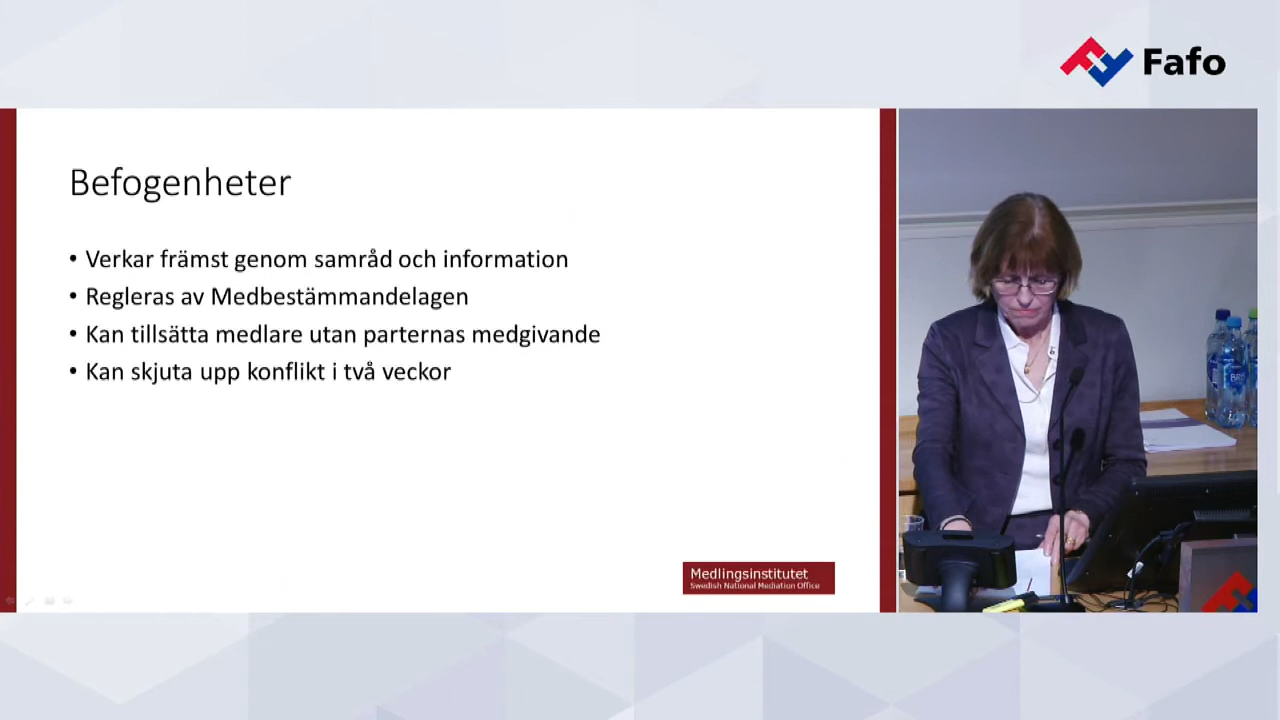 Fafo
Befogenheter
• Verkar främst genom samråd och information
• Regleras av Medbestämmandelagen
• Kan tillsätta medlare utan parternas medgivande
• Kan skjuta upp konflikt i två veckor
Medlingsinstitutet
Swedish National Mediation Office